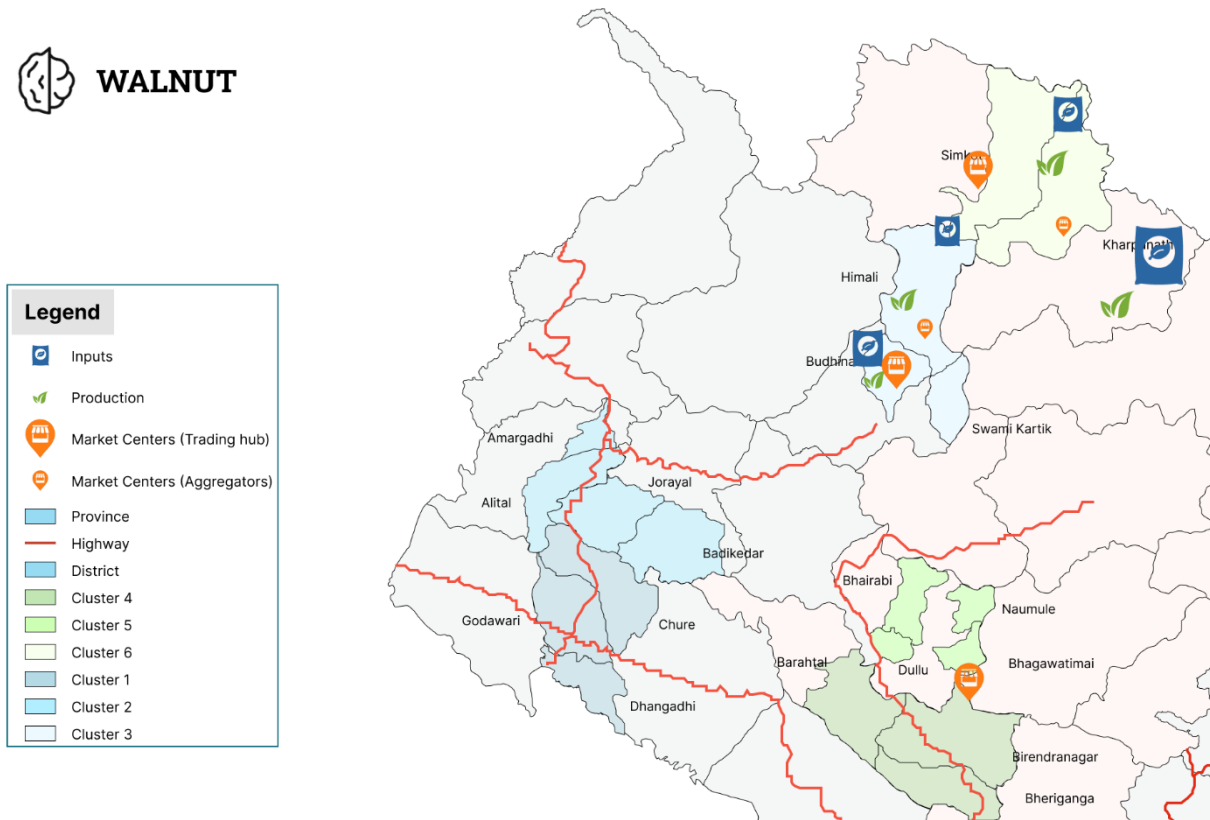 WALNUT
Legend
Inputs
Production
Market Centers (Trading hub)
Market Centers (Aggregators)
Province
Highway
District
Cluster 4
Cluster 5
Cluster 6
Cluster 1
Cluster 2
Cluster 3
Kharpunath
Himali
Swami Kartik
Amargadhi
Jorayal
Alital
Badikedar
Bhairabi
Naumule
Godawari
Chure
Barahtal
Dullu
Bhagawatimai
Dhangadhi
Birendranagar
Bheriganga